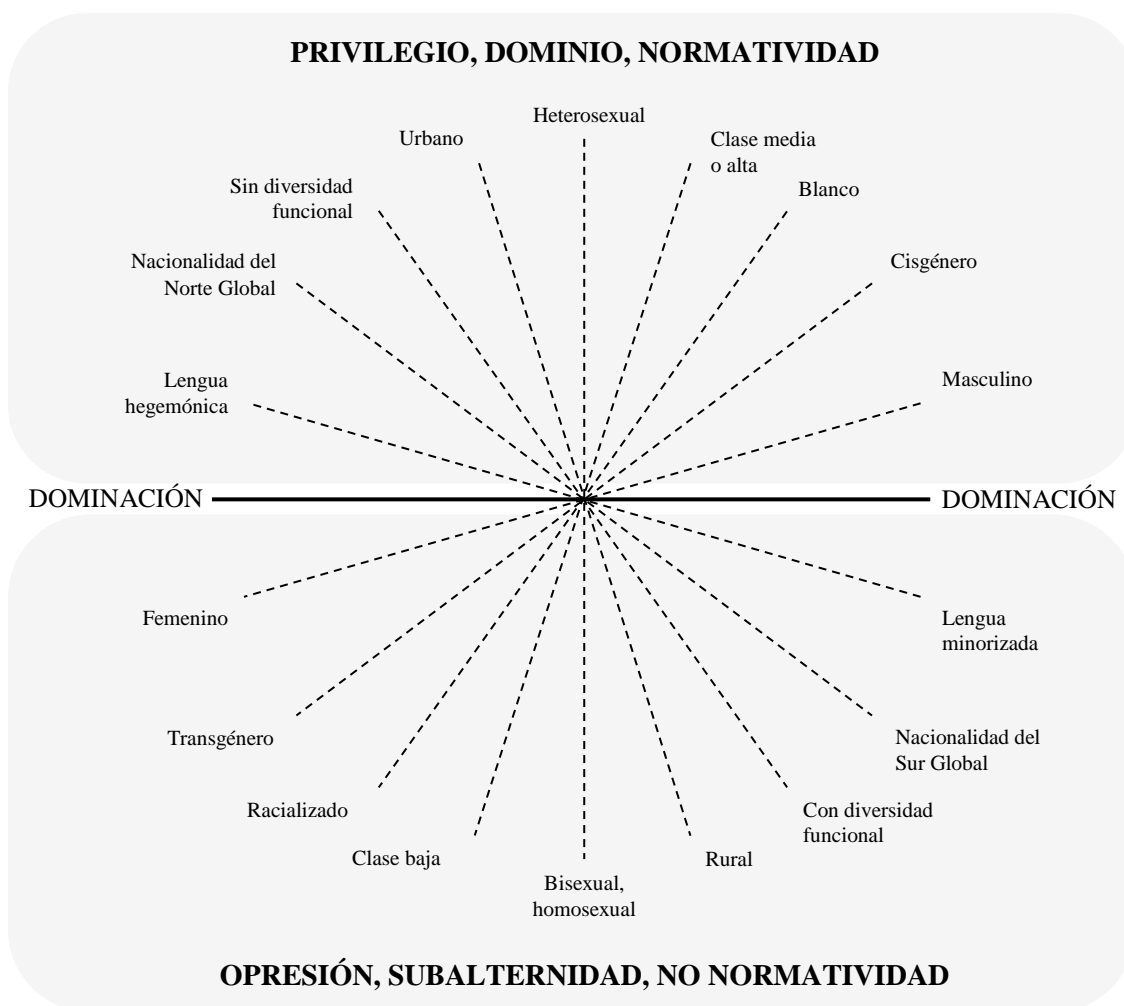 PRIVILEGIO, DOMINIO, NORMATIVIDAD
Heterosexual
Urbano
Clase media
o alta
Sin diversidad
funcional
Blanco
Nacionalidad del
Norte Global
Cisgénero
Lengua
hegemónica
Masculino
DOMINACIÓN
DOMINACIÓN
Femenino
Lengua
minorizada
Transgénero
Nacionalidad del
Sur Global
Racializado
Con diversidad
funcional
Clase baja
Rural
Bisexual,
homosexual
OPRESIÓN, SUBALTERNIDAD, NO NORMATIVIDAD